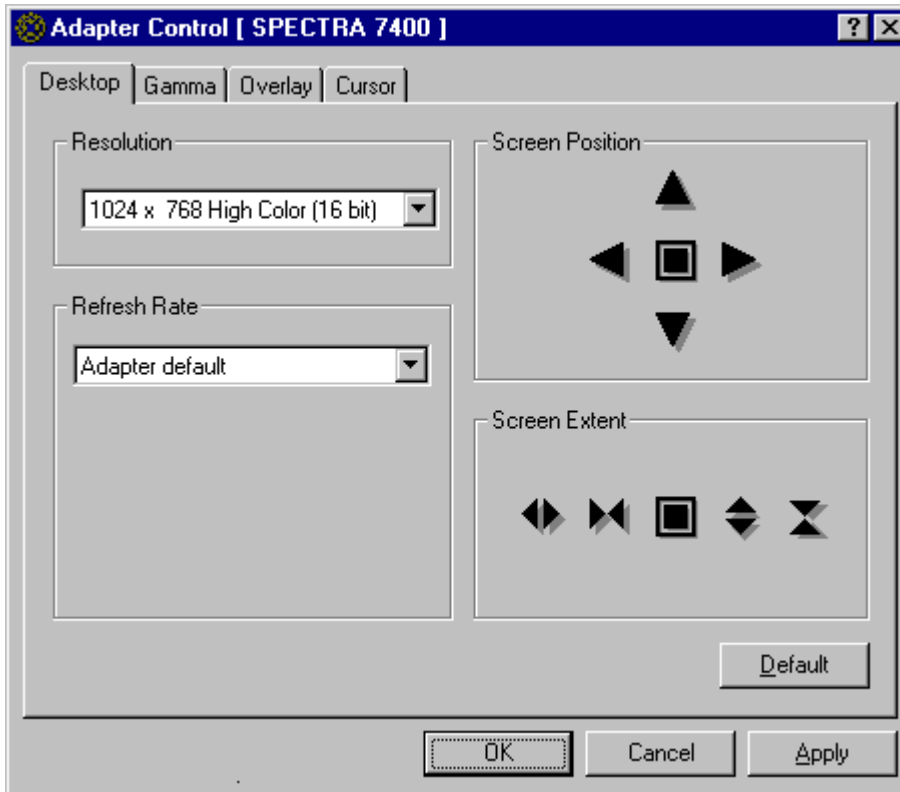 Adapter Control [ SPECTRA 7400 ]
Desktop Gamma Overlay Cursor
Resolution
1024 x 768 High Color (16 bit)
Refresh Rate
Adapter default
Screen Position
Screen Extent
Default
OK Cancel Apply